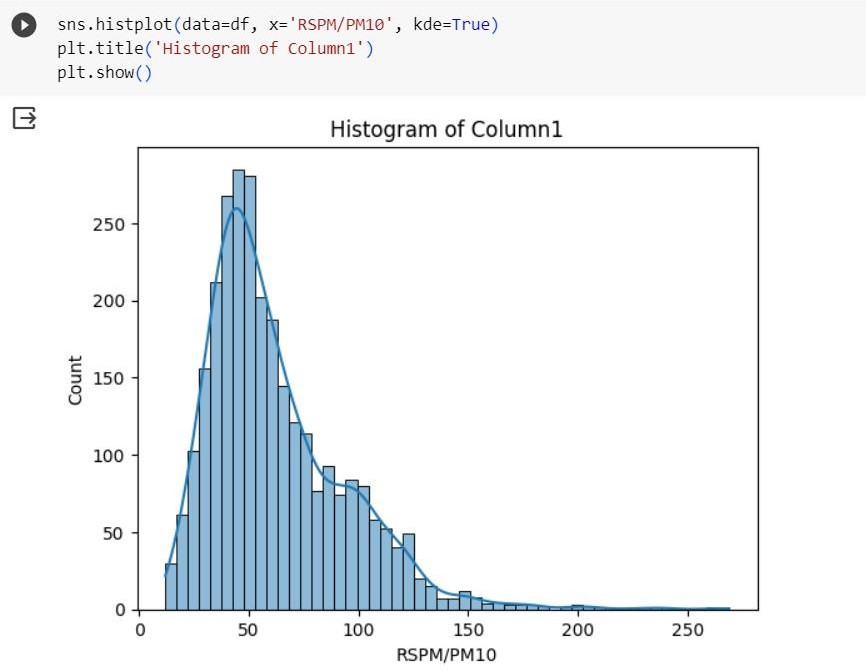 sns.histplot(data=df, x='RSPM/PM10', kde=True)
plt.title('Histogram of Column1')
plt.show()
Histogram of Column1
250
200
150
100
50
0
Count
0 50 100 150 200 250
RSPM/PM10